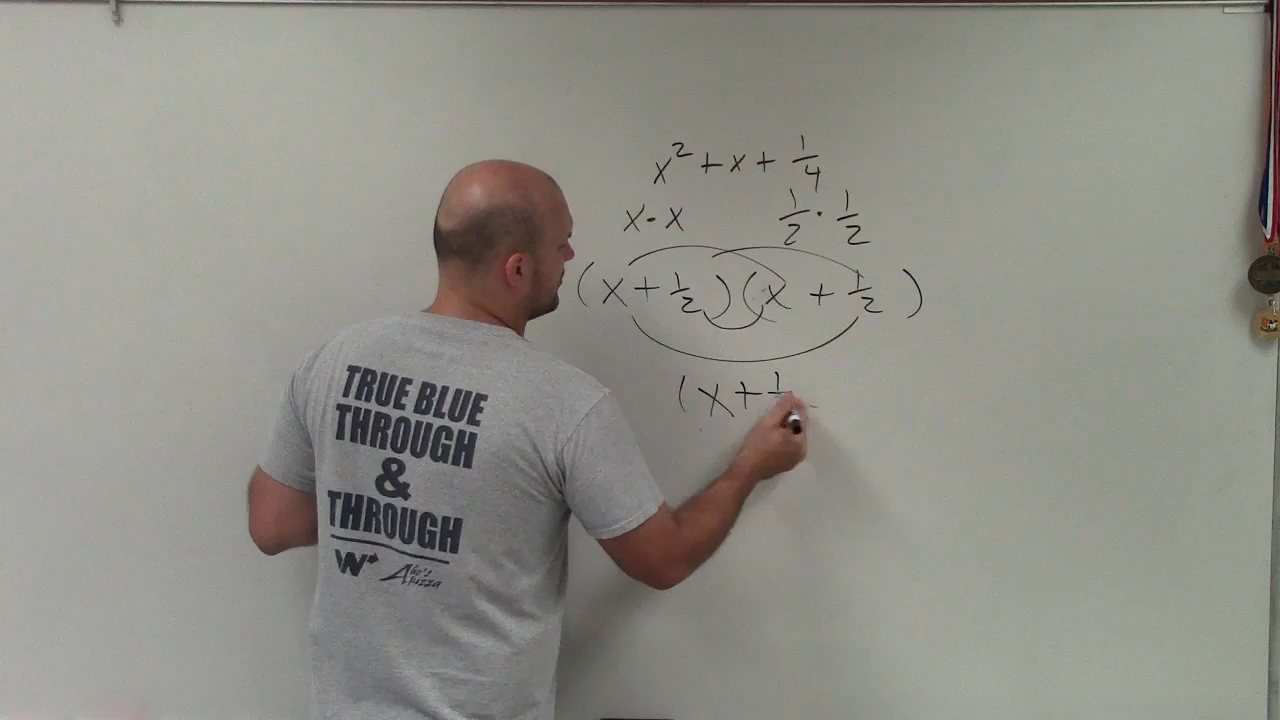 x² + x + 1/4
x · x 1/2 · 1/2
(x + 1/2)(x + 1/2)
(x + 1
TRUE BLUE
THROUGH
&
THROUGH
W